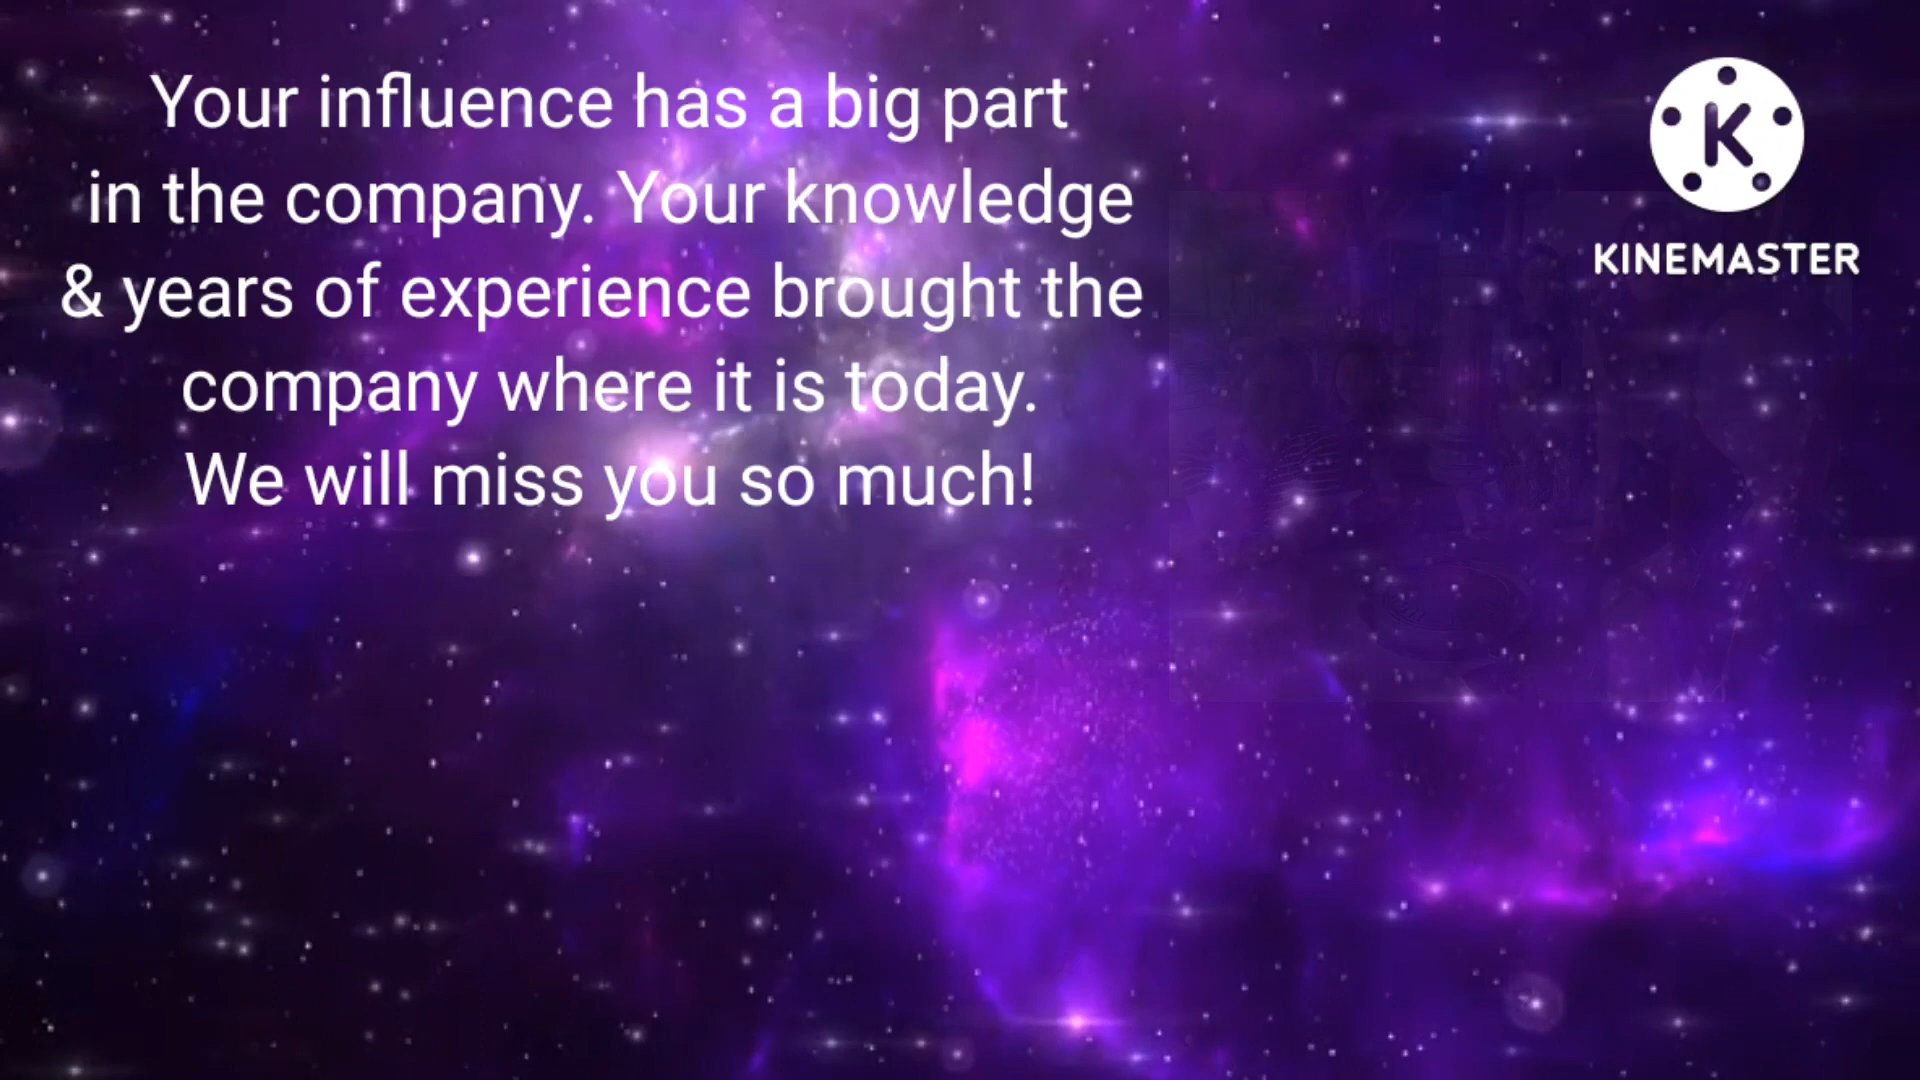 Your influence has a big part
in the company. Your knowledge
& years of experience brought the
company where it is today.
We will miss you so much!
K
KINEMASTER